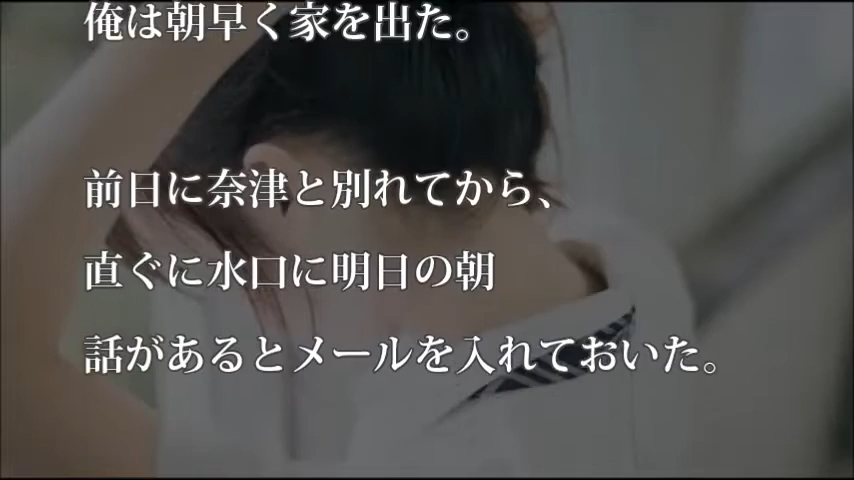 俺は朝早く家を出た。
前日に奈津と別れてから、
直ぐに水口に明日の朝
話があるとメールを入れておいた。